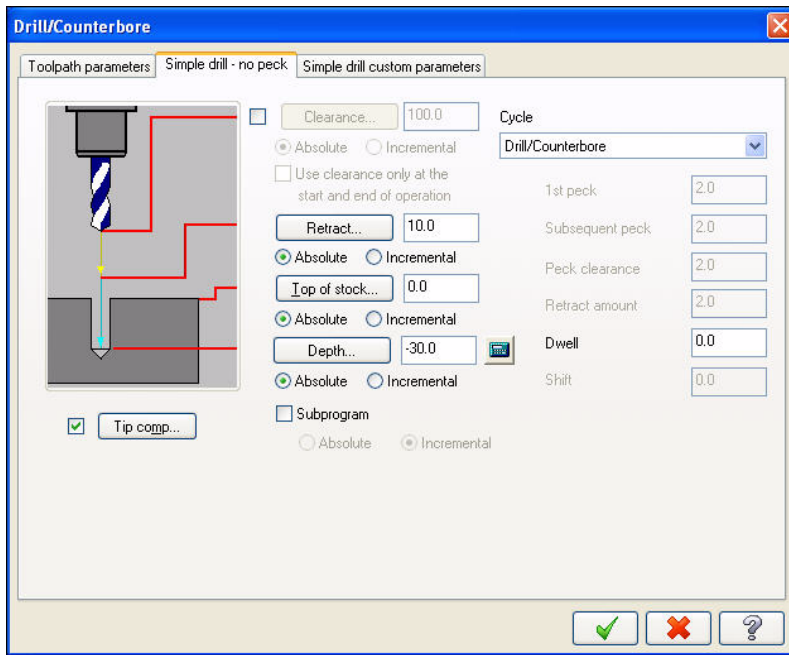 Drill/Counterbore
Toolpath parameters Simple drill - no peck Simple drill custom parameters
Clearance... 100.0
Absolute Incremental
Use clearance only at the
start and end of operation
Retract... 10.0
Absolute Incremental
Top of stock... 0.0
Absolute Incremental
Depth... -30.0
Absolute Incremental
Tip comp...
Subprogram
Absolute Incremental
Cycle
Drill/Counterbore
1st peck 2.0
Subsequent peck 2.0
Peck clearance 2.0
Retract amount 2.0
Dwell 0.0
Shift 0.0
?